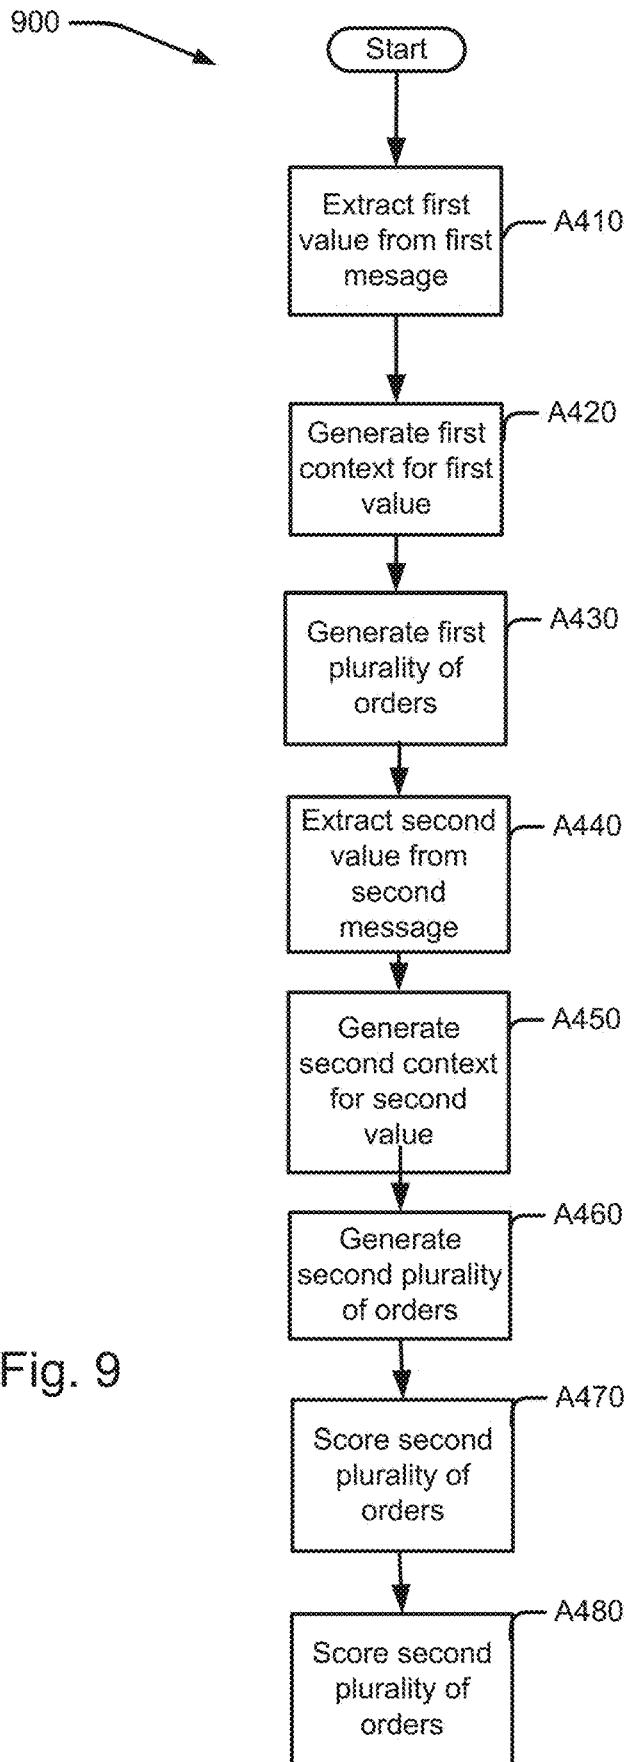 900
Start
Extract first
value from first
mesage
A410
A420
Generate first
context for first
value
A430
Generate first
plurality of
orders
Extract second
value from
second
message
A440
A450
Generate
second context
for second
value
A460
Generate
second plurality
of orders
Fig. 9
A470
Score second
plurality of
orders
A480
Score second
plurality of
orders